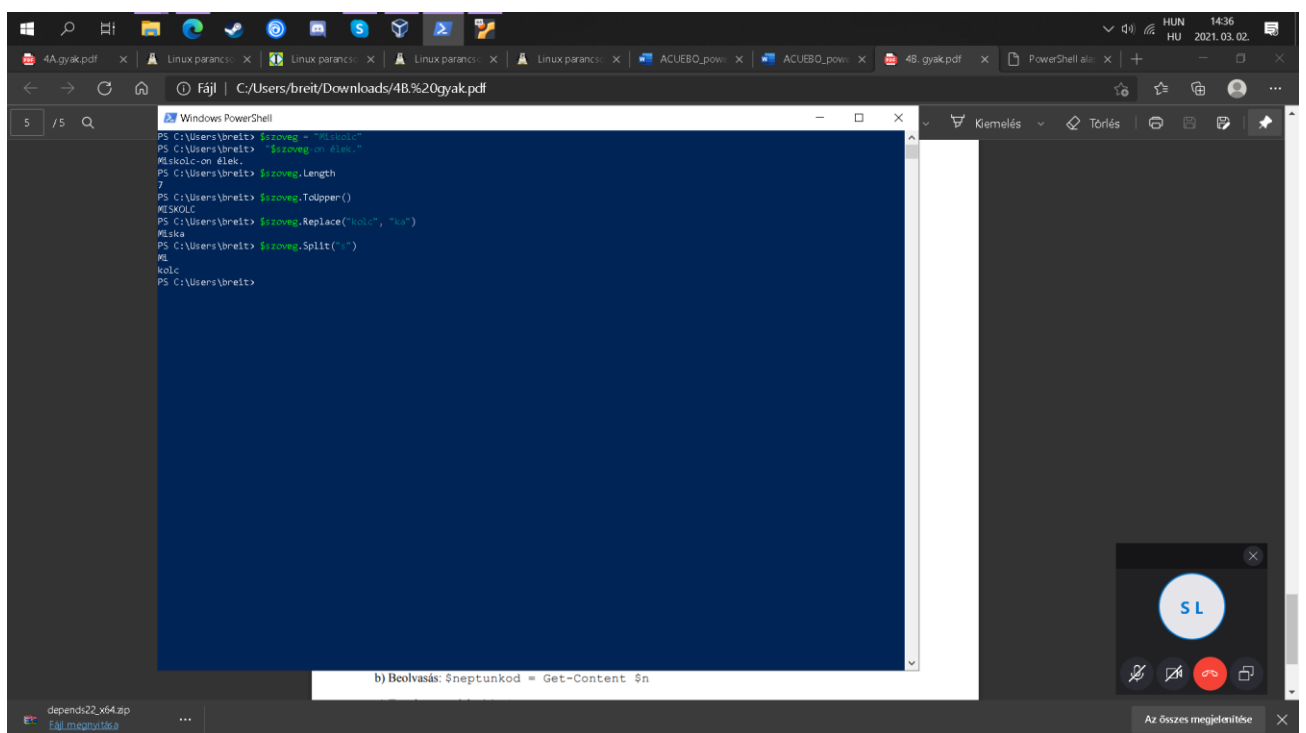 HUN
HU
14:36
2021. 03. 02.
4A.gyak.pdf
Linux parancso
Linux parancso
Linux parancso
Linux parancso
ACUEBO_powe
ACUEBO_powe
4B. gyak.pdf
PowerShell ala
Fájl | C:/Users/breit/Downloads/4B.%20gyak.pdf
5 /5
Windows PowerShell
Kiemelés
Törlés
PS C:\Users\breit> $szoveg = "Miskolc"
PS C:\Users\breit> "$szoveg-on élek."
Miskolc-on élek.
PS C:\Users\breit> $szoveg.Length
7
PS C:\Users\breit> $szoveg.ToUpper()
MISKOLC
PS C:\Users\breit> $szoveg.Replace("kolc", "ka")
Miska
PS C:\Users\breit> $szoveg.Split("s")
Mi
kolc
PS C:\Users\breit>
S L
b) Beolvasás: $neptunkod = Get-Content $n
depends22_x64.zip
Fájl megnyitása
Az összes megjelenítése